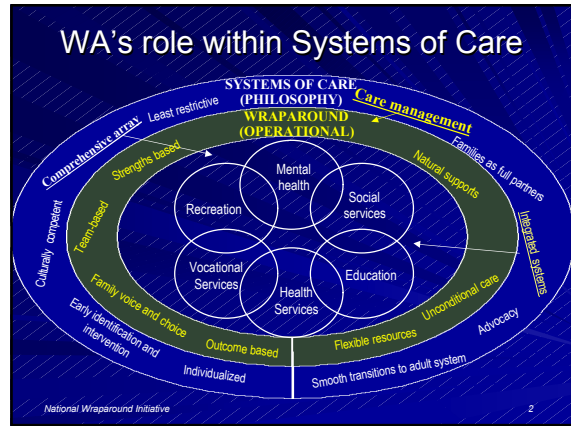 WA's role within Systems of Care
SYSTEMS OF CARE
(PHILOSOPHY)
Care management
Least restrictive
WRAPAROUND
(OPERATIONAL)
Comprehensive array
Strengths based
Families as full partners
Natural supports
Mental
health
Recreation
Social
services
Culturally competent
Team-based
Integrated systems
Vocational
Services
Education
Health
Services
Family voice and choice
Unconditional care
Early identification and
intervention
Outcome based
Flexible resources
Advocacy
Individualized
Smooth transitions to adult system
National Wraparound Initiative
2